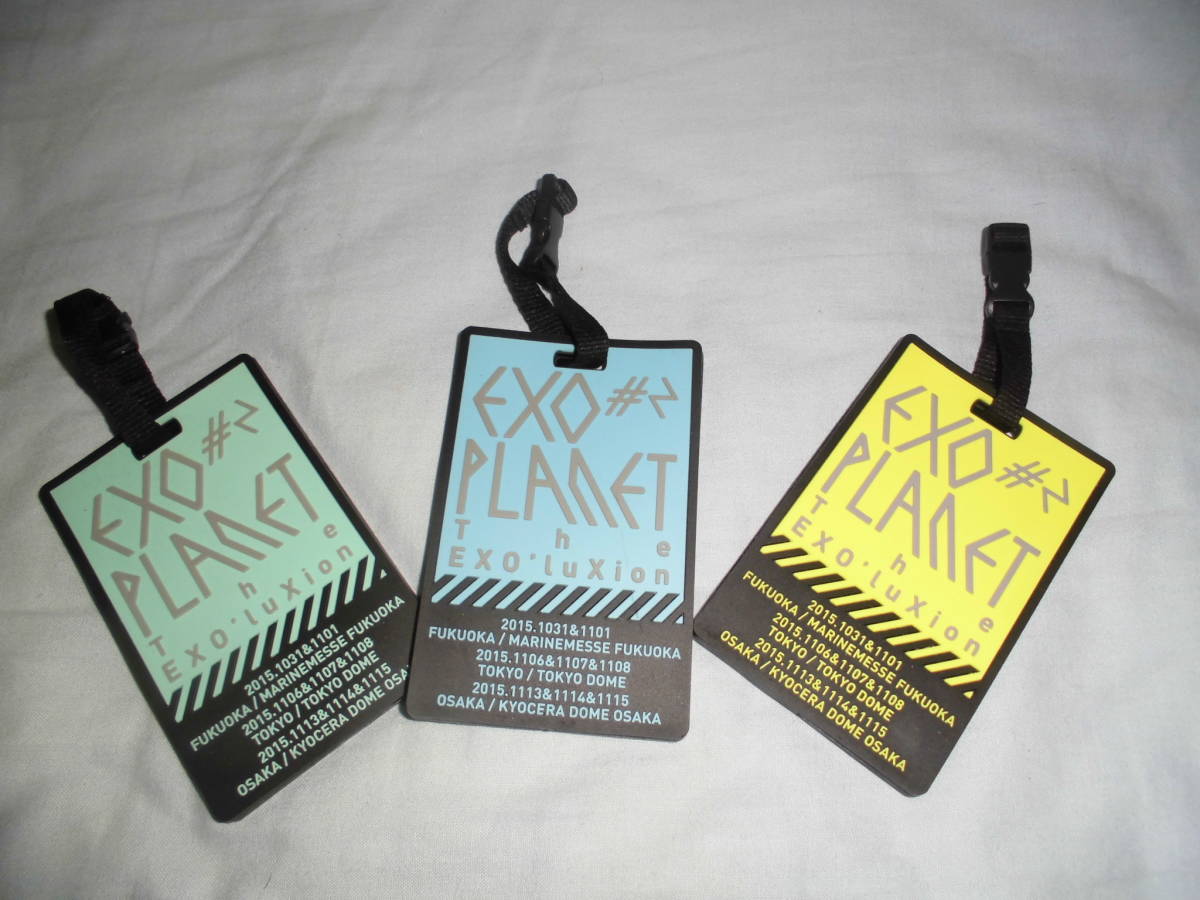 EXO #2
PLANET
The
EXO'luXion
2015.1031&1101
FUKUOKA / MARINEMESSE FUKUOKA
2015.1106&1107&1108
TOKYO / TOKYO DOME
2015.1113&1114&1115
OSAKA / KYOCERA DOME OSA
EXO #2
PLANET
The
EXO'luXion
2015.1031&1101
FUKUOKA / MARINEMESSE FUKUOKA
2015.1106&1107&1108
TOKYO / TOKYO DOME
2015.1113&1114&1115
OSAKA / KYOCERA DOME OSAKA
EXO #2
PLANET
The
EXO'luXion
2015.1031&1101
FUKUOKA / MARINEMESSE FUKUOKA
2015.1106&1107&1108
TOKYO / TOKYO DOME
2015.1113&1114&1115
OSAKA / KYOCERA DOME OSAKA